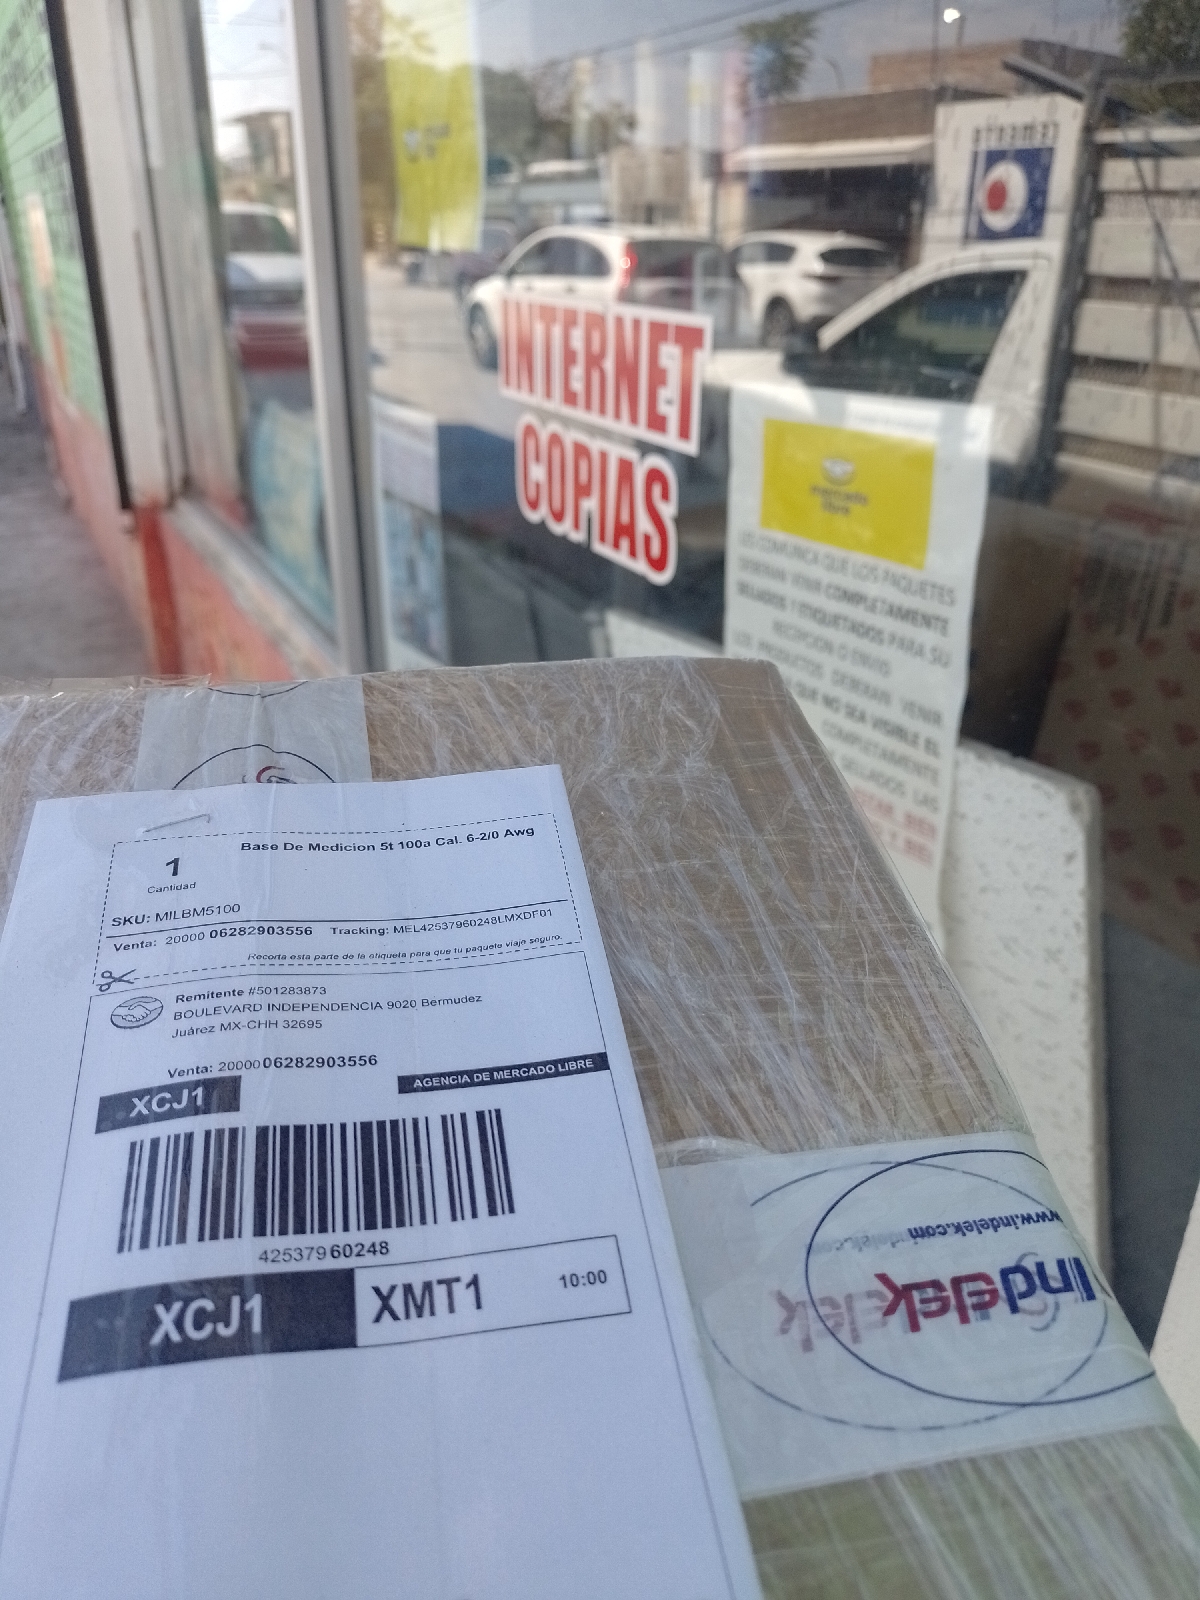 INTERNET
COPIAS
mercado
libre
LES COMUNICA QUE LOS PAQUETES
DEBERAN VENIR COMPLETAMENTE
SELLADOS Y ETIQUETADOS PARA SU
RECEPCION O ENVIO
LOS PRODUCTOS DEBERAN VENIR
QUE NO SEA VISIBLE EL
COMPLETAMENTE
SELLADOS LAS
1
Cantidad
Base De Medicion 5t 100a Cal. 6-2/0 Awg
SKU: MILBM5100
Venta: 20000 06282903556 Tracking: MEL42537960248LMXDF01
Recorta esta parte de la etiqueta para que tu paquete viaje seguro.
Remitente #501283873
BOULEVARD INDEPENDENCIA 9020 Bermudez
Juárez MX-CHH 32695
Venta: 2000006282903556
XCJ1
AGENCIA DE MERCADO LIBRE
42537960248
XCJ1 XMT1 10:00
www.indelek.com
Indelek